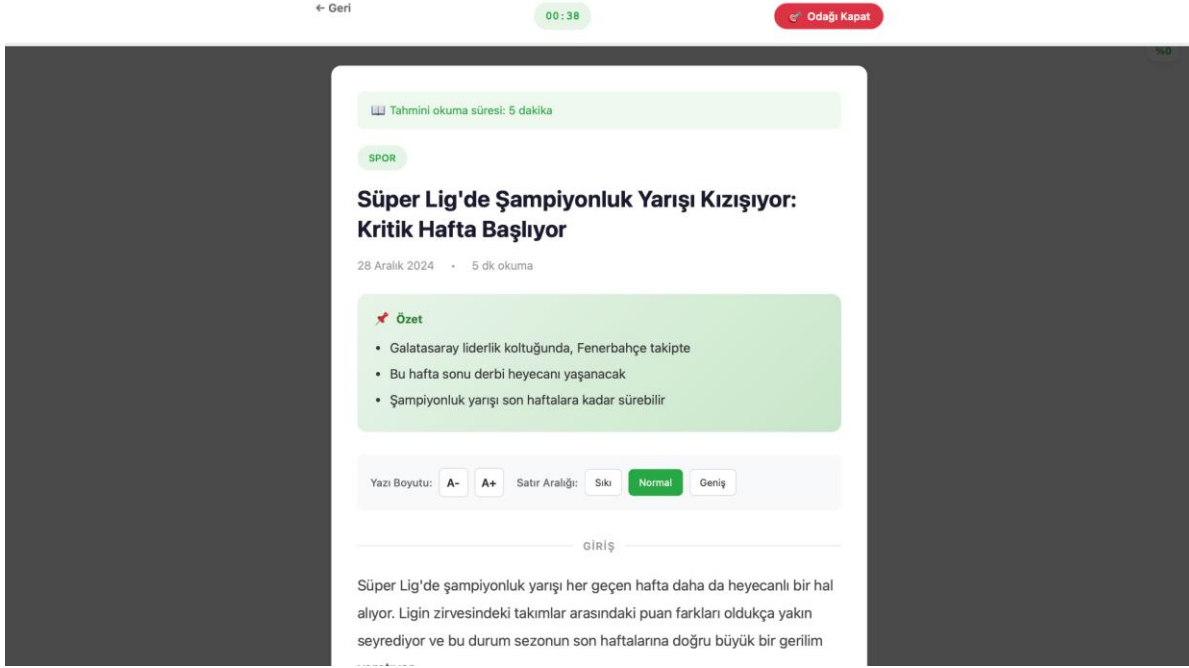 ← Geri
00:38
Odağı Kapat
%0
Tahmini okuma süresi: 5 dakika
SPOR
Süper Lig'de Şampiyonluk Yarışı Kızışıyor:
Kritik Hafta Başlıyor
28 Aralık 2024 • 5 dk okuma
Özet
• Galatasaray liderlik koltuğunda, Fenerbahçe takipte
• Bu hafta sonu derbi heyecanı yaşanacak
• Şampiyonluk yarışı son haftalara kadar sürebilir
Yazı Boyutu: A- A+ Satır Aralığı: Sıkı Normal Geniş
GİRİŞ
Süper Lig'de şampiyonluk yarışı her geçen hafta daha da heyecanlı bir hal
alıyor. Ligin zirvesindeki takımlar arasındaki puan farkları oldukça yakın
seyrediyor ve bu durum sezonun son haftalarına doğru büyük bir gerilim